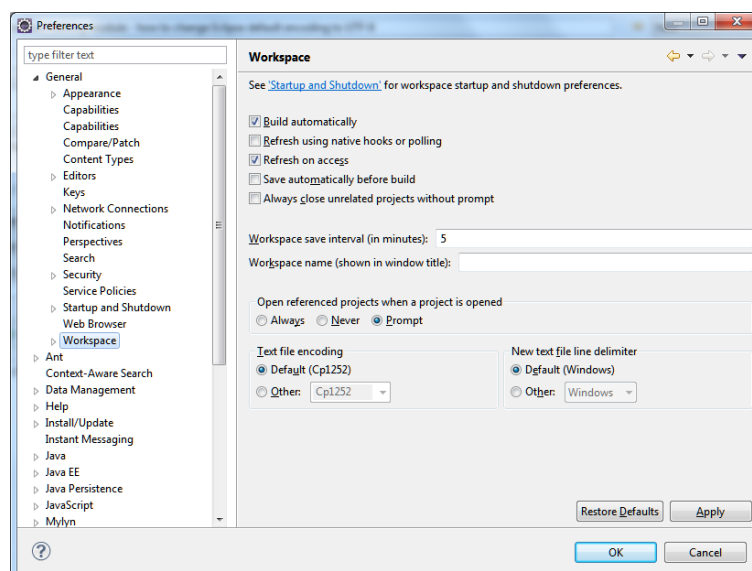 Preferences
type filter text
General
Appearance
Capabilities
Capabilities
Compare/Patch
Content Types
Editors
Keys
Network Connections
Notifications
Perspectives
Search
Security
Service Policies
Startup and Shutdown
Web Browser
Workspace
Ant
Context-Aware Search
Data Management
Help
Install/Update
Instant Messaging
Java
Java EE
Java Persistence
JavaScript
Mylyn
Workspace
See 'Startup and Shutdown' for workspace startup and shutdown preferences.
Build automatically
Refresh using native hooks or polling
Refresh on access
Save automatically before build
Always close unrelated projects without prompt
Workspace save interval (in minutes): 5
Workspace name (shown in window title):
Open referenced projects when a project is opened
Always Never Prompt
Text file encoding
Default (Cp1252)
Other: Cp1252
New text file line delimiter
Default (Windows)
Other: Windows
Restore Defaults Apply
? OK Cancel